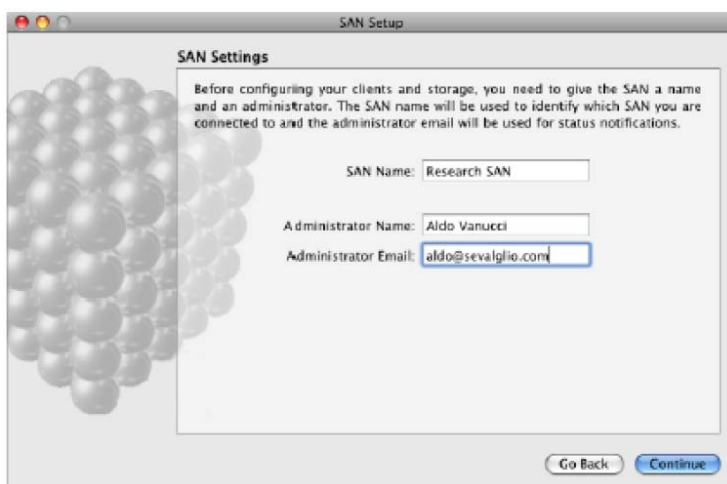 SAN Setup
SAN Settings
Before configuring your clients and storage, you need to give the SAN a name
and an administrator. The SAN name will be used to identify which SAN you are
connected to and the administrator email will be used for status notifications.
SAN Name: Research SAN
Administrator Name: Aldo Vanucci
Administrator Email: aldo@sevalglio.com
Go Back Continue